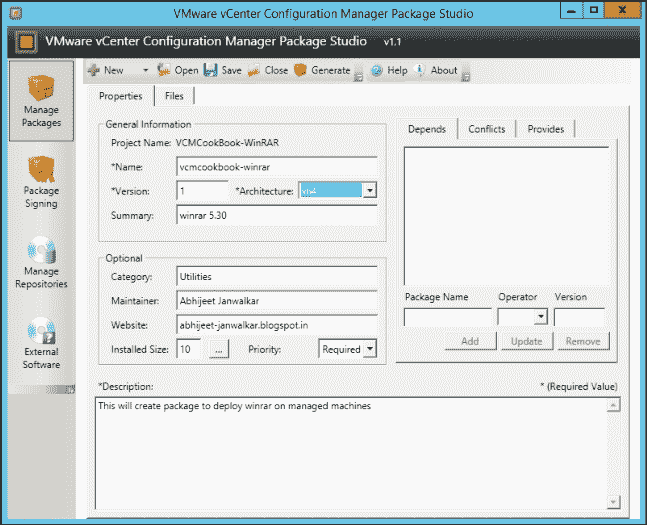 VMware vCenter Configuration Manager Package Studio
VMware vCenter Configuration Manager Package Studio v1.1
New Open Save Close Generate Help About
Manage
Packages
Package
Signing
Manage
Repositories
External
Software
Properties Files
General Information
Project Name: VCMCookBook-WinRAR
*Name: vcmcookbook-winrar
*Version: 1 *Architecture:
Summary: winrar 5.30
Optional
Category: Utilities
Maintainer: Abhijeet Janwalkar
Website: abhijeet-janwalkar.blogspot.in
Installed Size: 10 ... Priority: Required
Depends Conflicts Provides
Package Name Operator Version
Add Update Remove
*Description: * (Required Value)
This will create package to deploy winrar on managed machines